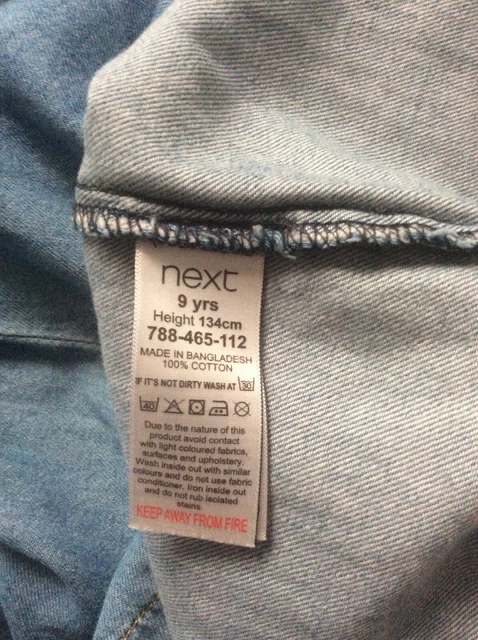 next
9 yrs
Height 134cm
788-465-112
MADE IN BANGLADESH
100% COTTON
IF IT'S NOT DIRTY WASH AT 30
40
Due to the nature of this
product avoid contact
with light coloured fabrics,
surfaces and upholstery.
Wash inside out with similar
colours and do not use fabric
conditioner. Iron inside out
and do not rub isolated
stains.
KEEP AWAY FROM FIRE